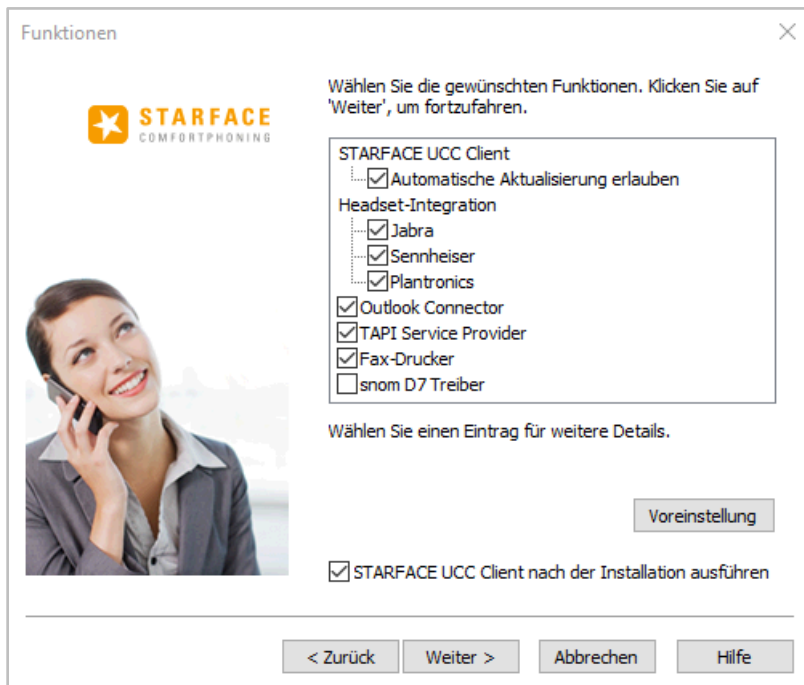 Funktionen
Wählen Sie die gewünschten Funktionen. Klicken Sie auf
'Weiter', um fortzufahren.
STARFACE
COMFORTPHONING
STARFACE UCC Client
Automatische Aktualisierung erlauben
Headset-Integration
Jabra
Sennheiser
Plantronics
Outlook Connector
TAPI Service Provider
Fax-Drucker
snom D7 Treiber
Wählen Sie einen Eintrag für weitere Details.
Voreinstellung
STARFACE UCC Client nach der Installation ausführen
< Zurück
Weiter >
Abbrechen
Hilfe